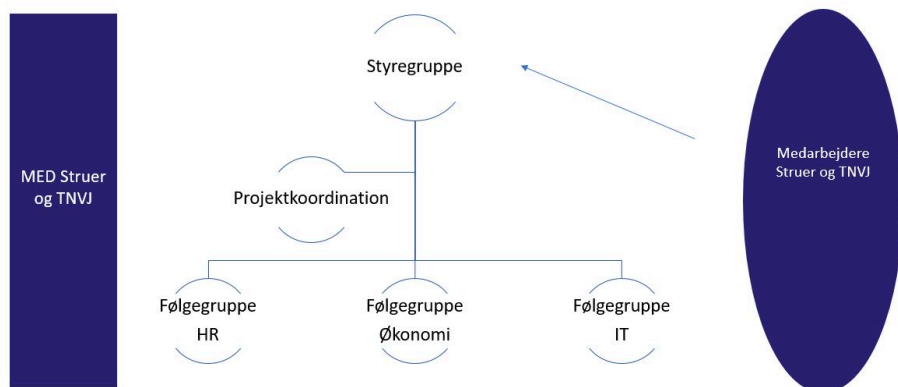 Styregruppe
MED Struer
og TNVJ
Medarbejdere
Struer og TNVJ
Projektkoordination
Følgegruppe
HR
Følgegruppe
Økonomi
Følgegruppe
IT